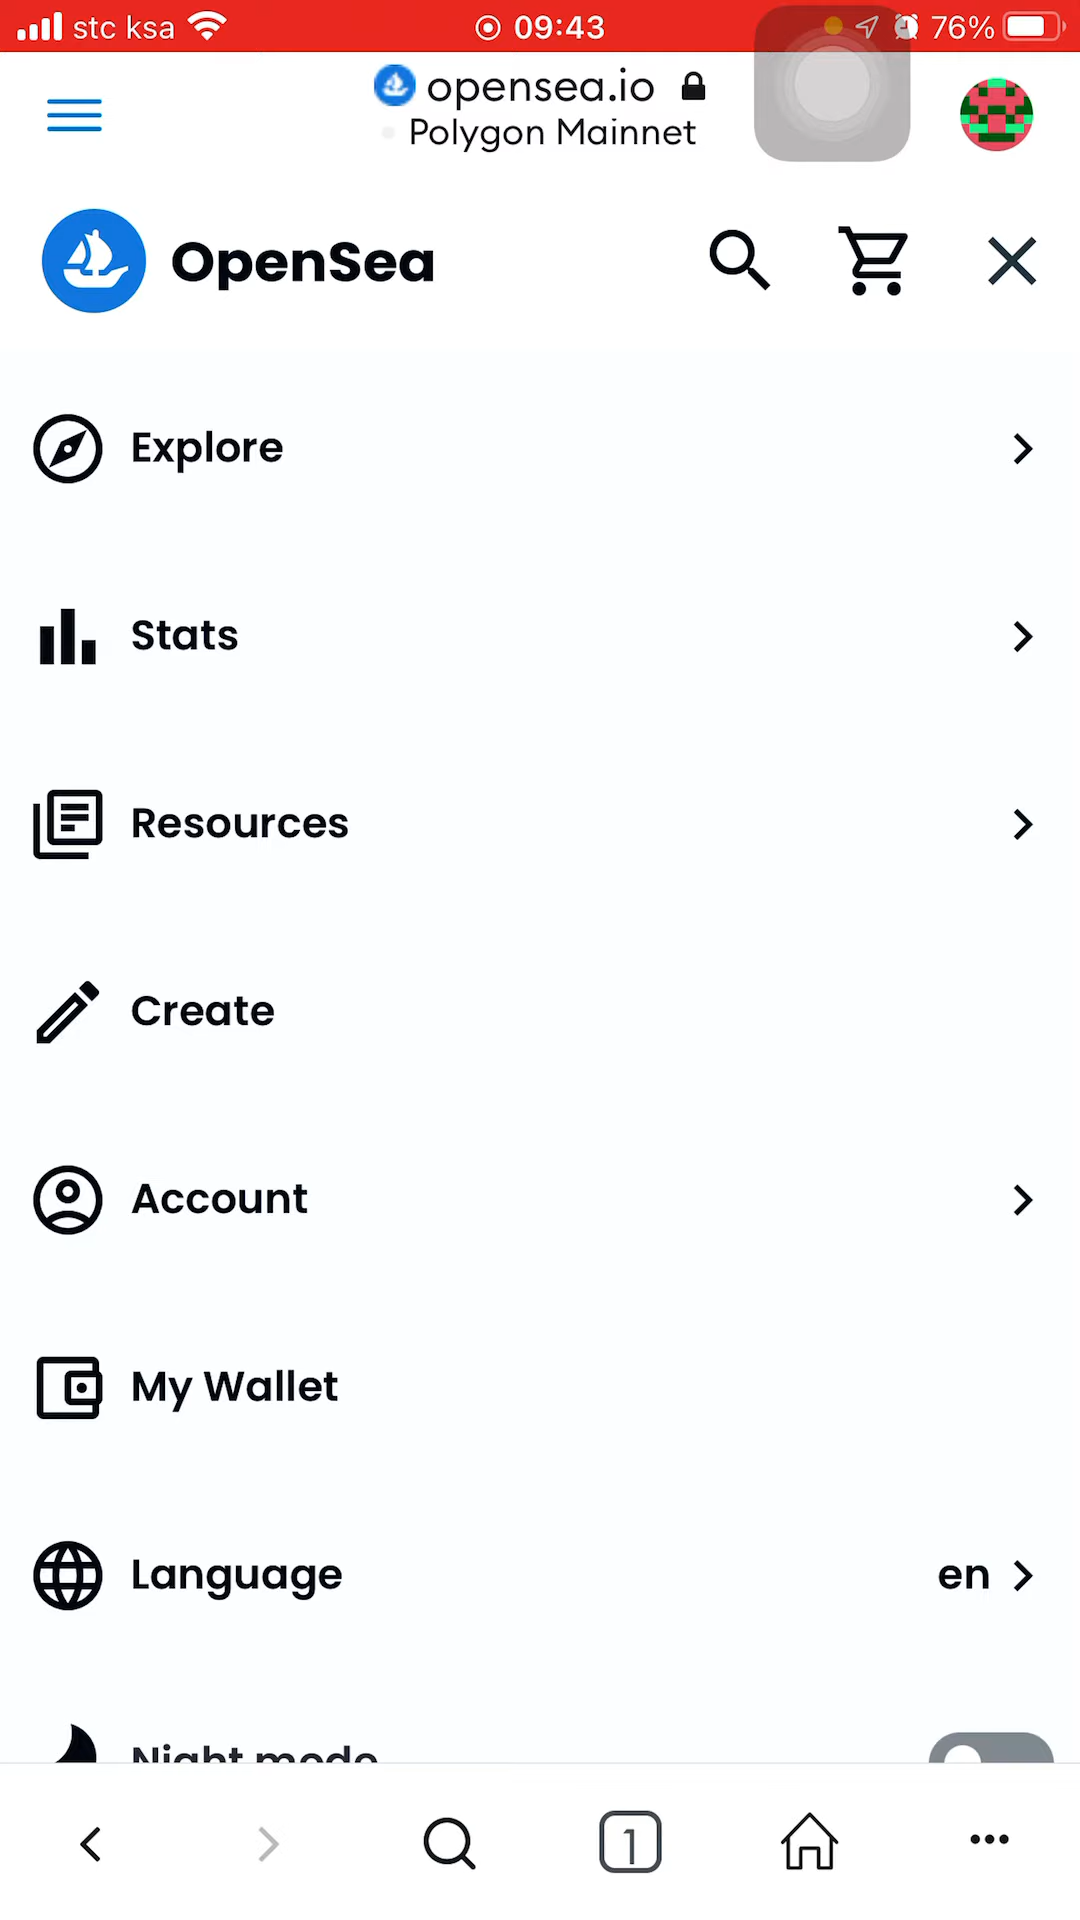 stc ksa 09:43 76%
opensea.io
Polygon Mainnet
OpenSea
Explore
Stats
Resources
Create
Account
My Wallet
Language en
Night mode
1